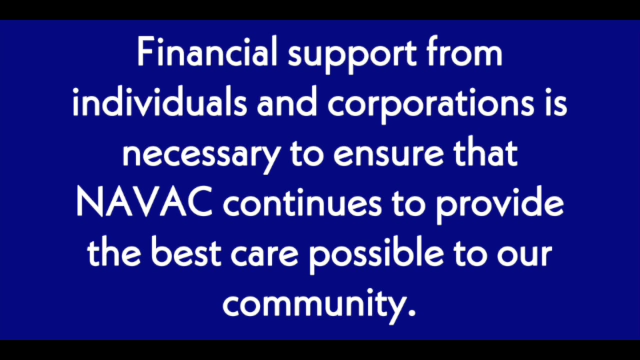 Financial support from
individuals and corporations is
necessary to ensure that
NAVAC continues to provide
the best care possible to our
community.